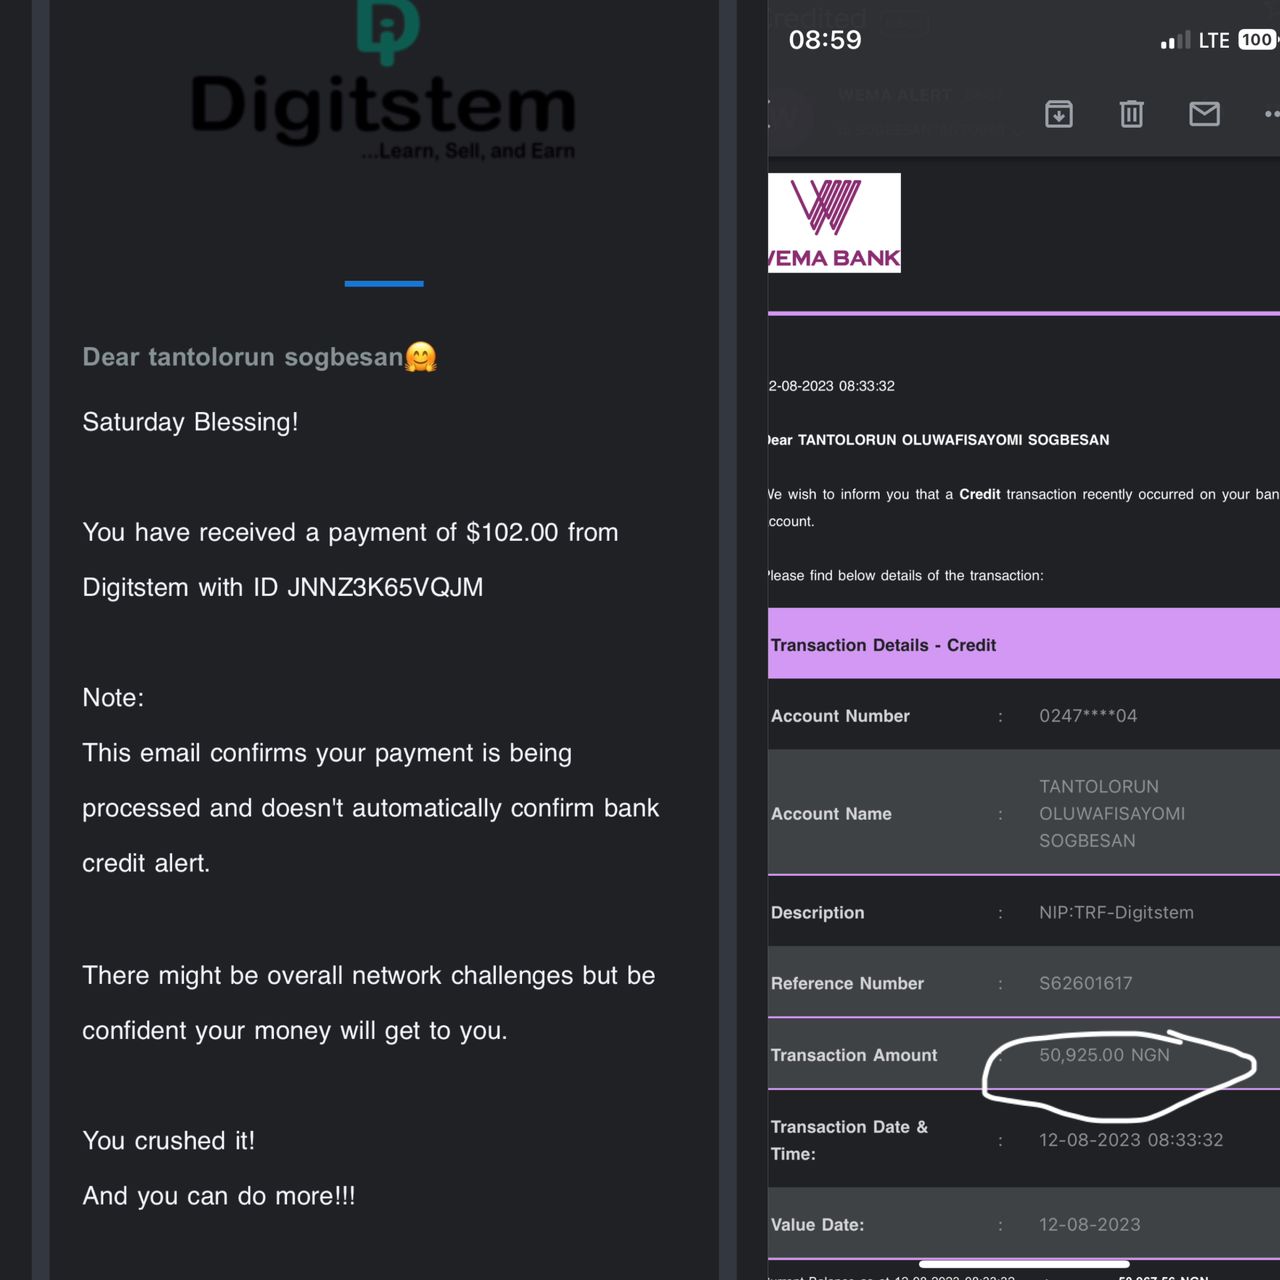 Digitstem
...Learn, Sell, and Earn
Dear tantolorun sogbesan🤗
Saturday Blessing!
You have received a payment of $102.00 from
Digitstem with ID JNNZ3K65VQJM
Note:
This email confirms your payment is being
processed and doesn't automatically confirm bank
credit alert.
There might be overall network challenges but be
confident your money will get to you.
You crushed it!
And you can do more!!!
redited
08:59
LTE 100
WEMA ALERT
VEMA BANK
2-08-2023 08:33:32
ear TANTOLORUN OLUWAFISAYOMI SOGBESAN
We wish to inform you that a Credit transaction recently occurred on your ban
ccount.
Please find below details of the transaction:
Transaction Details - Credit
Account Number : 0247****04
Account Name : TANTOLORUN
OLUWAFISAYOMI
SOGBESAN
Description : NIP:TRF-Digitstem
Reference Number : S62601617
Transaction Amount : 50,925.00 NGN
Transaction Date &
Time: : 12-08-2023 08:33:32
Value Date: : 12-08-2023